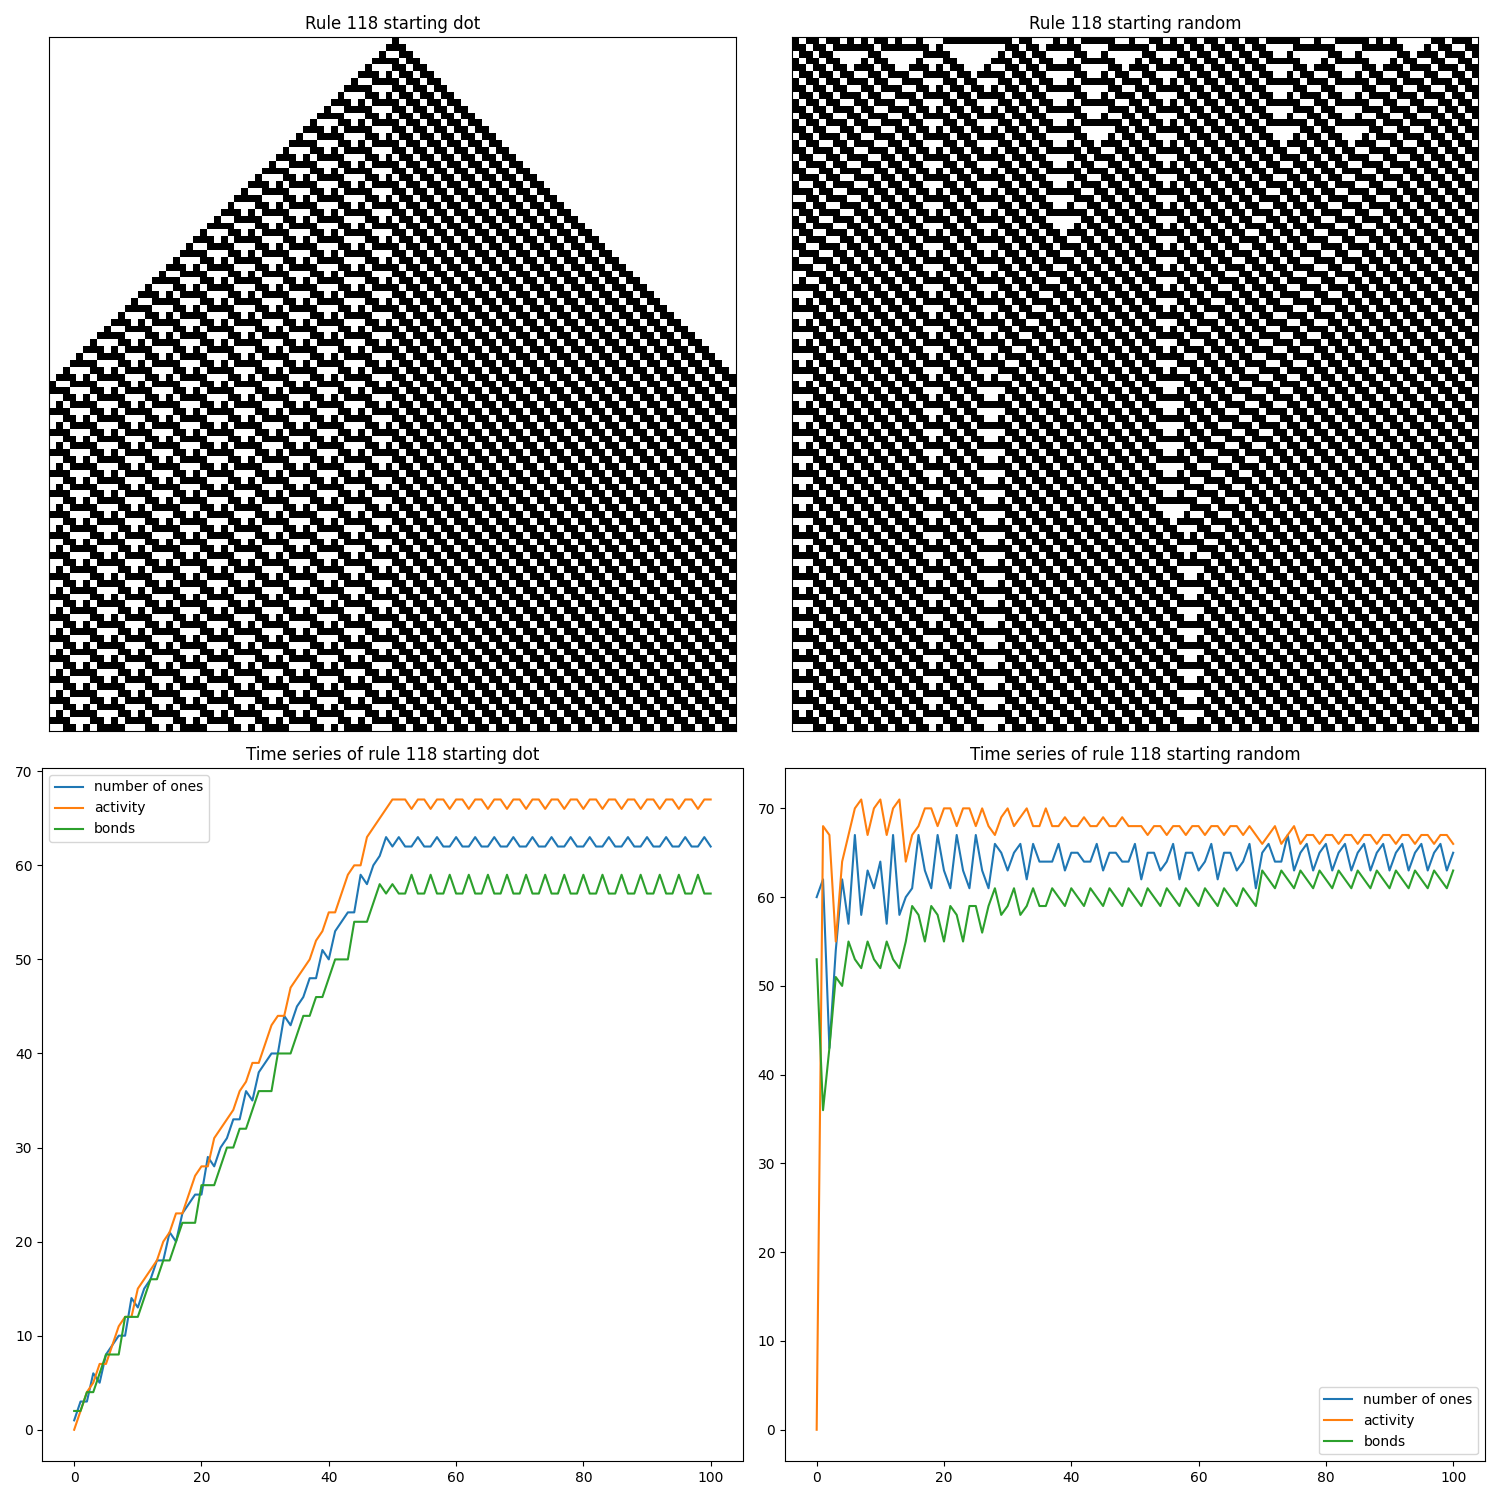 Rule 118 starting dot
Rule 118 starting random
Time series of rule 118 starting dot
number of ones
activity
bonds
70
60
50
40
30
20
10
0
0 20 40 60 80 100
Time series of rule 118 starting random
70
60
50
40
30
20
10
0
number of ones
activity
bonds
0 20 40 60 80 100